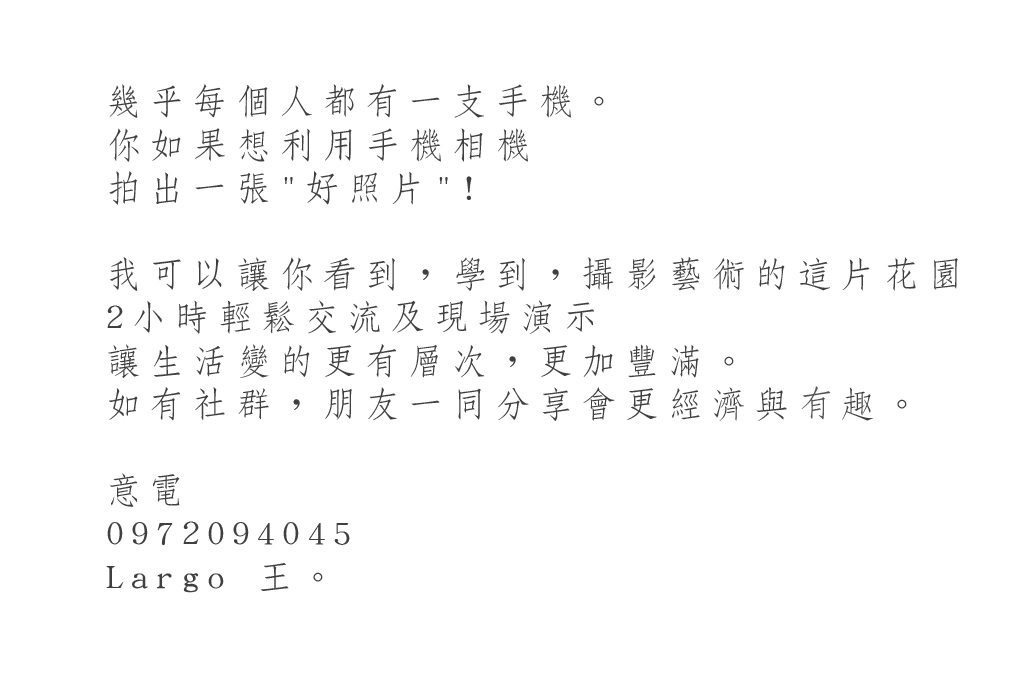 幾乎每個人都有一支手機。
你如果想利用手機相機
拍出一張"好照片"!
我可以讓你看到，學到，攝影藝術的這片花園
2小時輕鬆交流及現場演示
讓生活變的更有層次，更加豐滿。
如有社群，朋友一同分享會更經濟與有趣。
意電
0972094045
Largo 王。